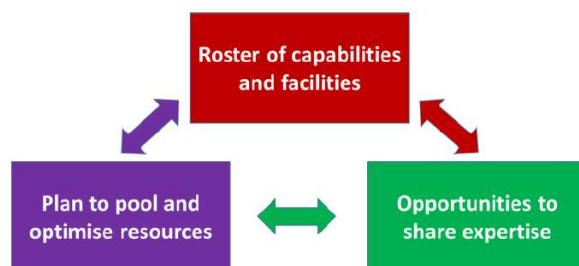 Roster of capabilities
and facilities
Plan to pool and
optimise resources
Opportunities to
share expertise